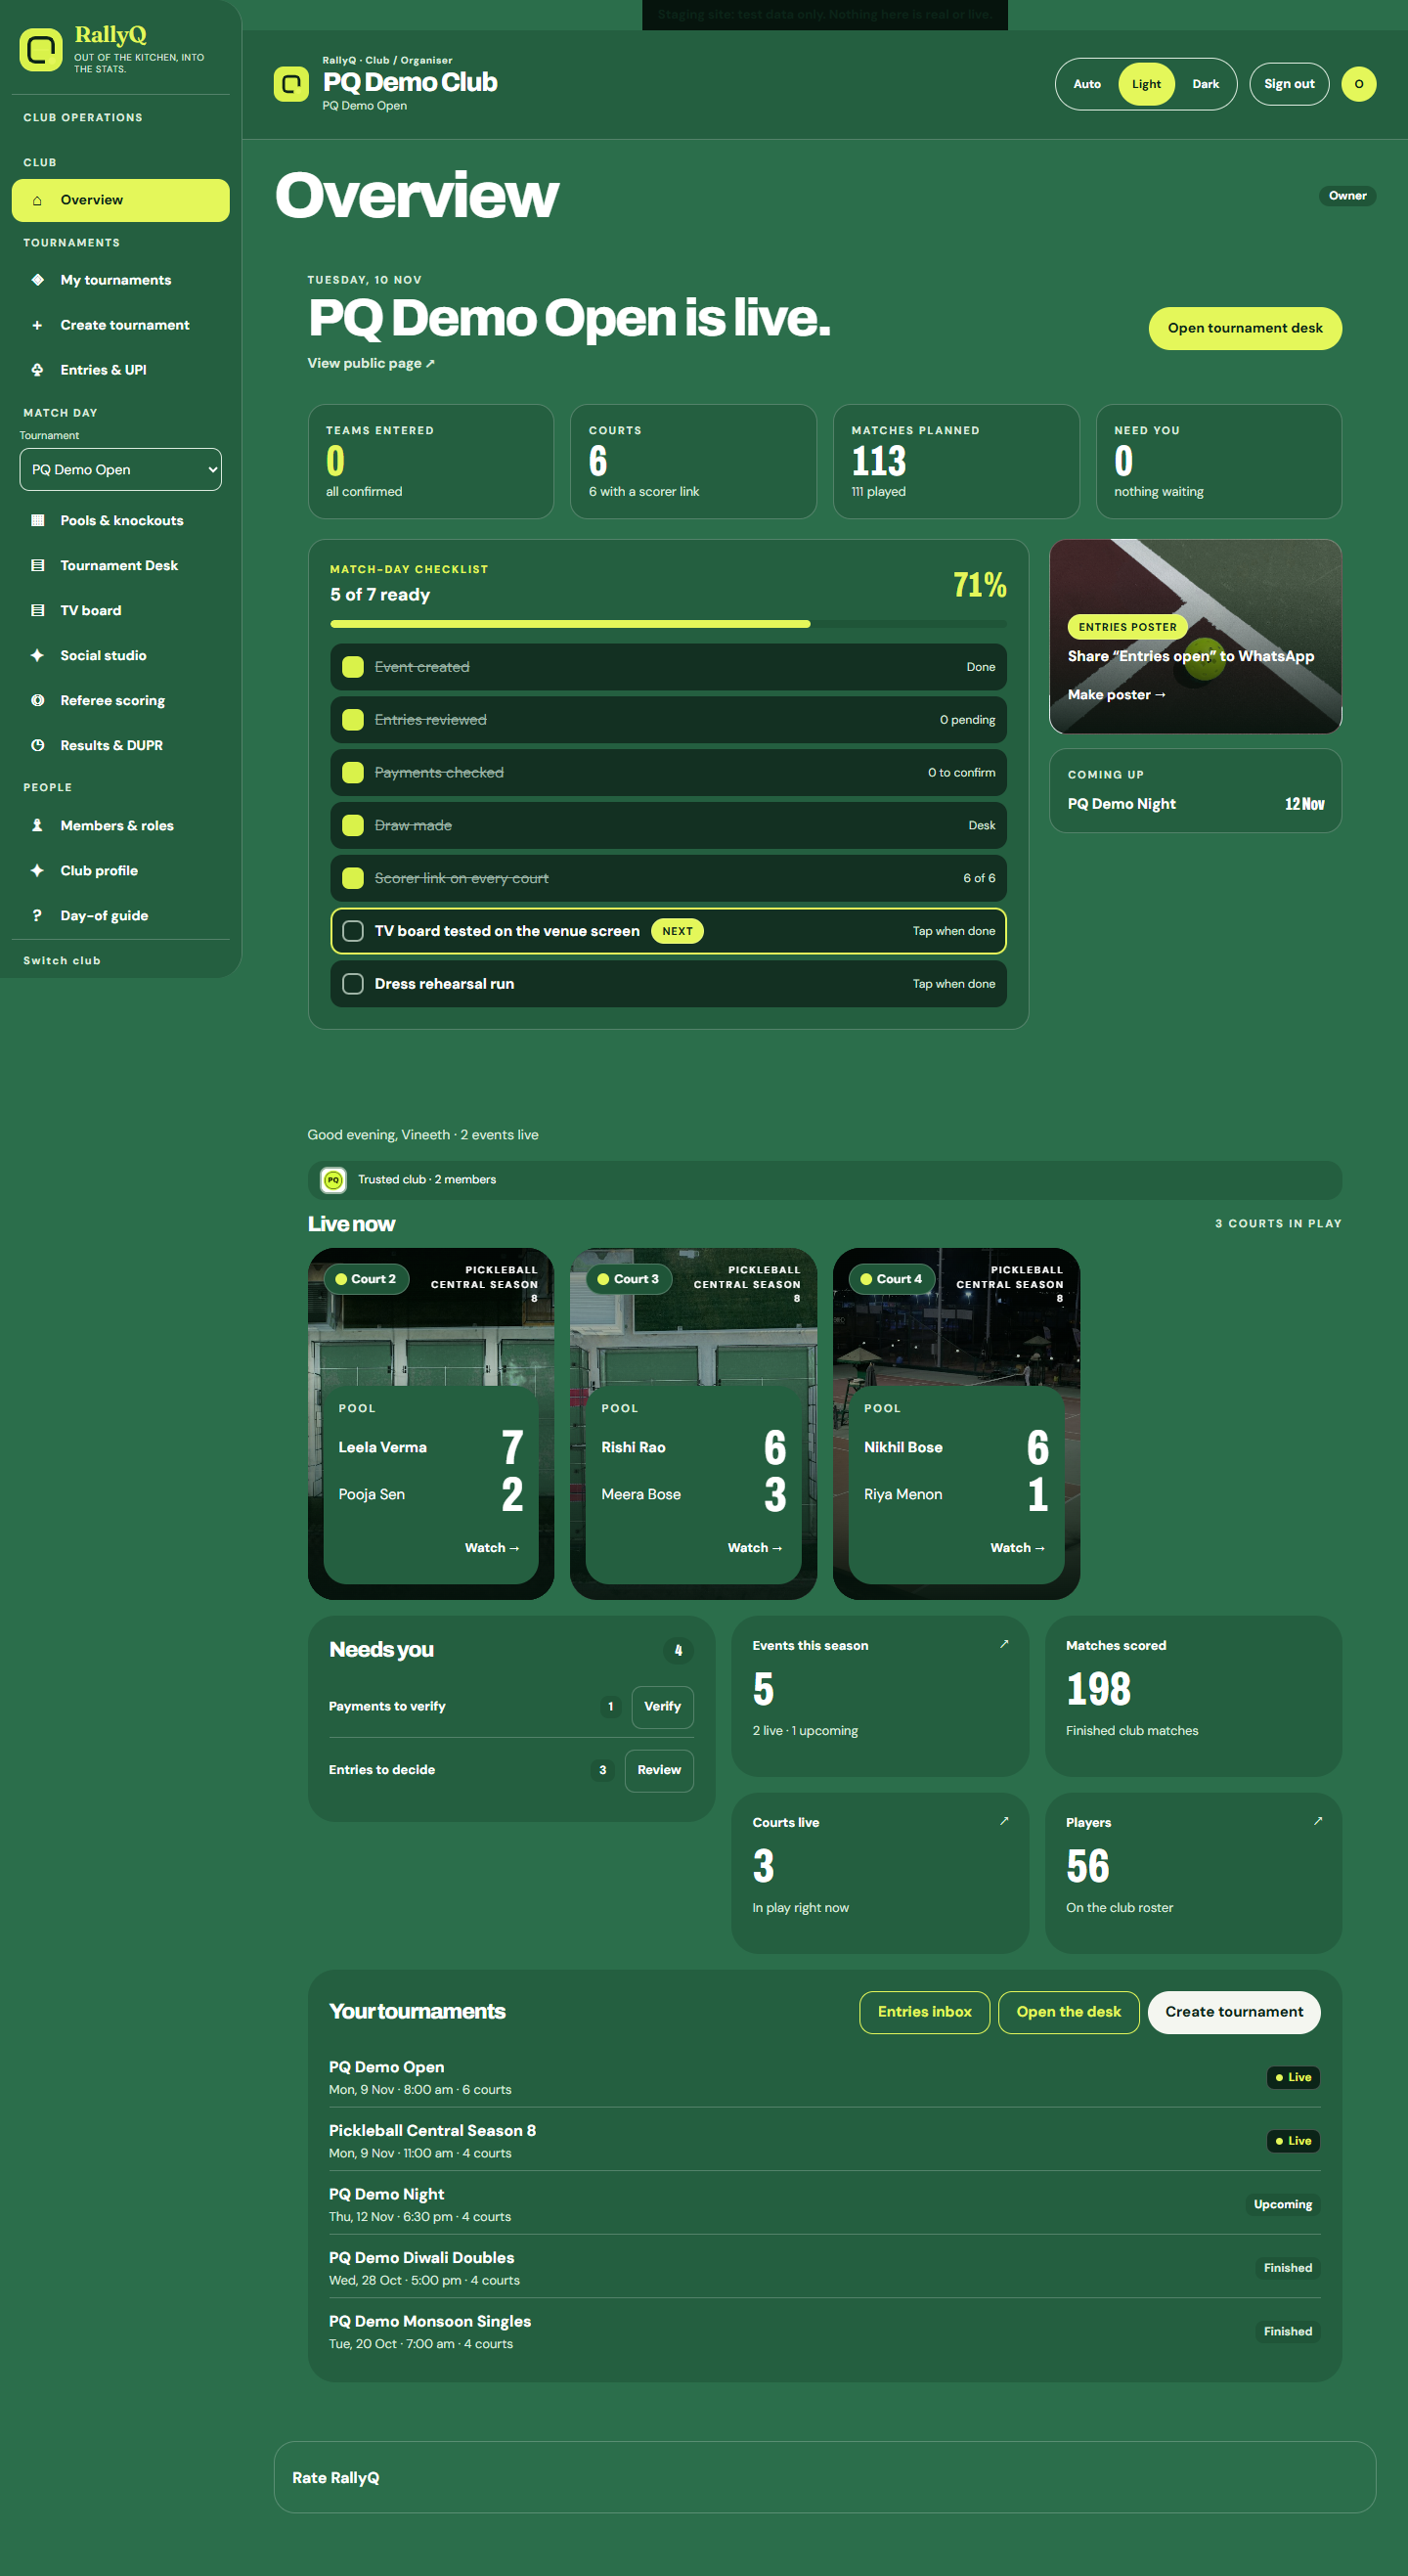 Staging site: test data only. Nothing here is real or live.
RallyQ
OUT OF THE KITCHEN, INTO
THE STATS.
CLUB OPERATIONS
CLUB
Overview
TOURNAMENTS
My tournaments
Create tournament
Entries & UPI
MATCH DAY
Tournament
PQ Demo Open
Pools & knockouts
Tournament Desk
TV board
Social studio
Referee scoring
Results & DUPR
PEOPLE
Members & roles
Club profile
? Day-of guide
Switch club
RallyQ · Club / Organiser
PQ Demo Club
PQ Demo Open
Auto Light Dark
Sign out
O
Overview
Owner
TUESDAY, 10 NOV
PQ Demo Open is live.
View public page ↗
Open tournament desk
TEAMS ENTERED
0
all confirmed
COURTS
6
6 with a scorer link
MATCHES PLANNED
113
111 played
NEED YOU
0
nothing waiting
MATCH-DAY CHECKLIST
5 of 7 ready
71%
Event created Done
Entries reviewed 0 pending
Payments checked 0 to confirm
Draw made Desk
Scorer link on every court 6 of 6
TV board tested on the venue screen NEXT Tap when done
Dress rehearsal run Tap when done
ENTRIES POSTER
Share “Entries open” to WhatsApp
Make poster →
COMING UP
PQ Demo Night 12 Nov
Good evening, Vineeth · 2 events live
PQ Trusted club · 2 members
Live now
3 COURTS IN PLAY
Court 2
PICKLEBALL
CENTRAL SEASON
8
POOL
Leela Verma 7
Pooja Sen 2
Watch →
Court 3
PICKLEBALL
CENTRAL SEASON
8
POOL
Rishi Rao 6
Meera Bose 3
Watch →
Court 4
PICKLEBALL
CENTRAL SEASON
8
POOL
Nikhil Bose 6
Riya Menon 1
Watch →
Needs you 4
Payments to verify 1 Verify
Entries to decide 3 Review
Events this season ↗
5
2 live · 1 upcoming
Matches scored
198
Finished club matches
Courts live ↗
3
In play right now
Players ↗
56
On the club roster
Your tournaments
Entries inbox
Open the desk
Create tournament
PQ Demo Open
Mon, 9 Nov · 8:00 am · 6 courts
Live
Pickleball Central Season 8
Mon, 9 Nov · 11:00 am · 4 courts
Live
PQ Demo Night
Thu, 12 Nov · 6:30 pm · 4 courts
Upcoming
PQ Demo Diwali Doubles
Wed, 28 Oct · 5:00 pm · 4 courts
Finished
PQ Demo Monsoon Singles
Tue, 20 Oct · 7:00 am · 4 courts
Finished
Rate RallyQ